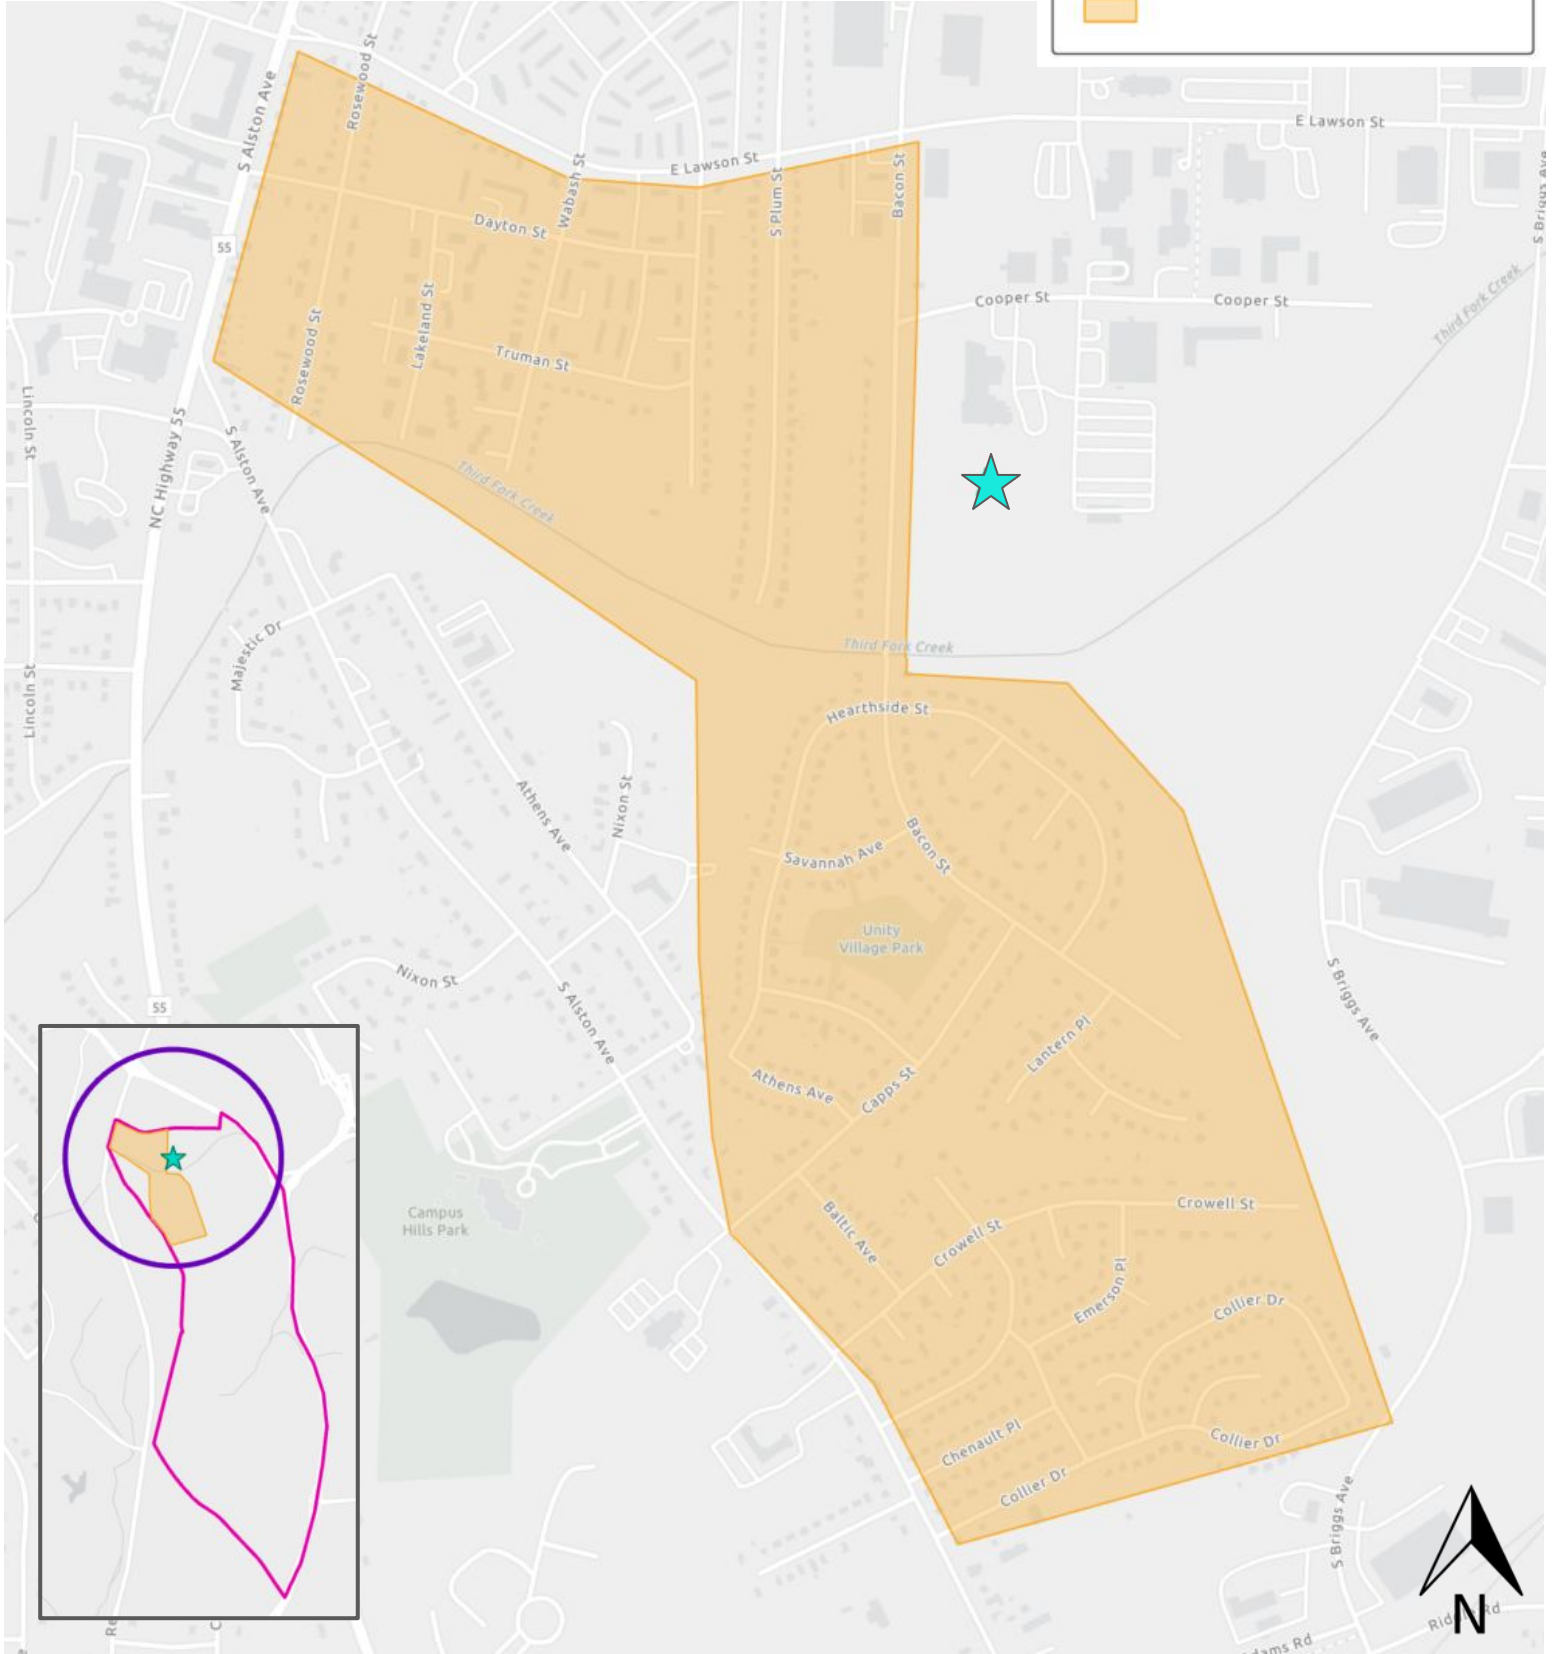 Rosewood St
S Alston Ave
E Lawson St
E Lawson St
S Briggs Ave
Wabash St
S Plum St
Bacon St
Dayton St
55
Cooper St
Cooper St
Third Fork Creek
Lakeland St
Rosewood St
Truman St
Lincoln St
NC Highway 55
S Alston Ave
Third Fork Creek
Majestic Dr
Third Fork Creek
Lincoln St
Hearthside St
Athens Ave
Nixon St
Bacon St
Savannah Ave
Unity
Village Park
Nixon St
S Alston Ave
S Briggs Ave
55
Lantern Pl
Athens Ave
Capps St
Campus
Hills Park
Baltic Ave
Crowell St
Crowell St
Emerson Pl
Collier Dr
Chenault Pl
Collier Dr
Collier Dr
S Briggs Ave
N
Re
C